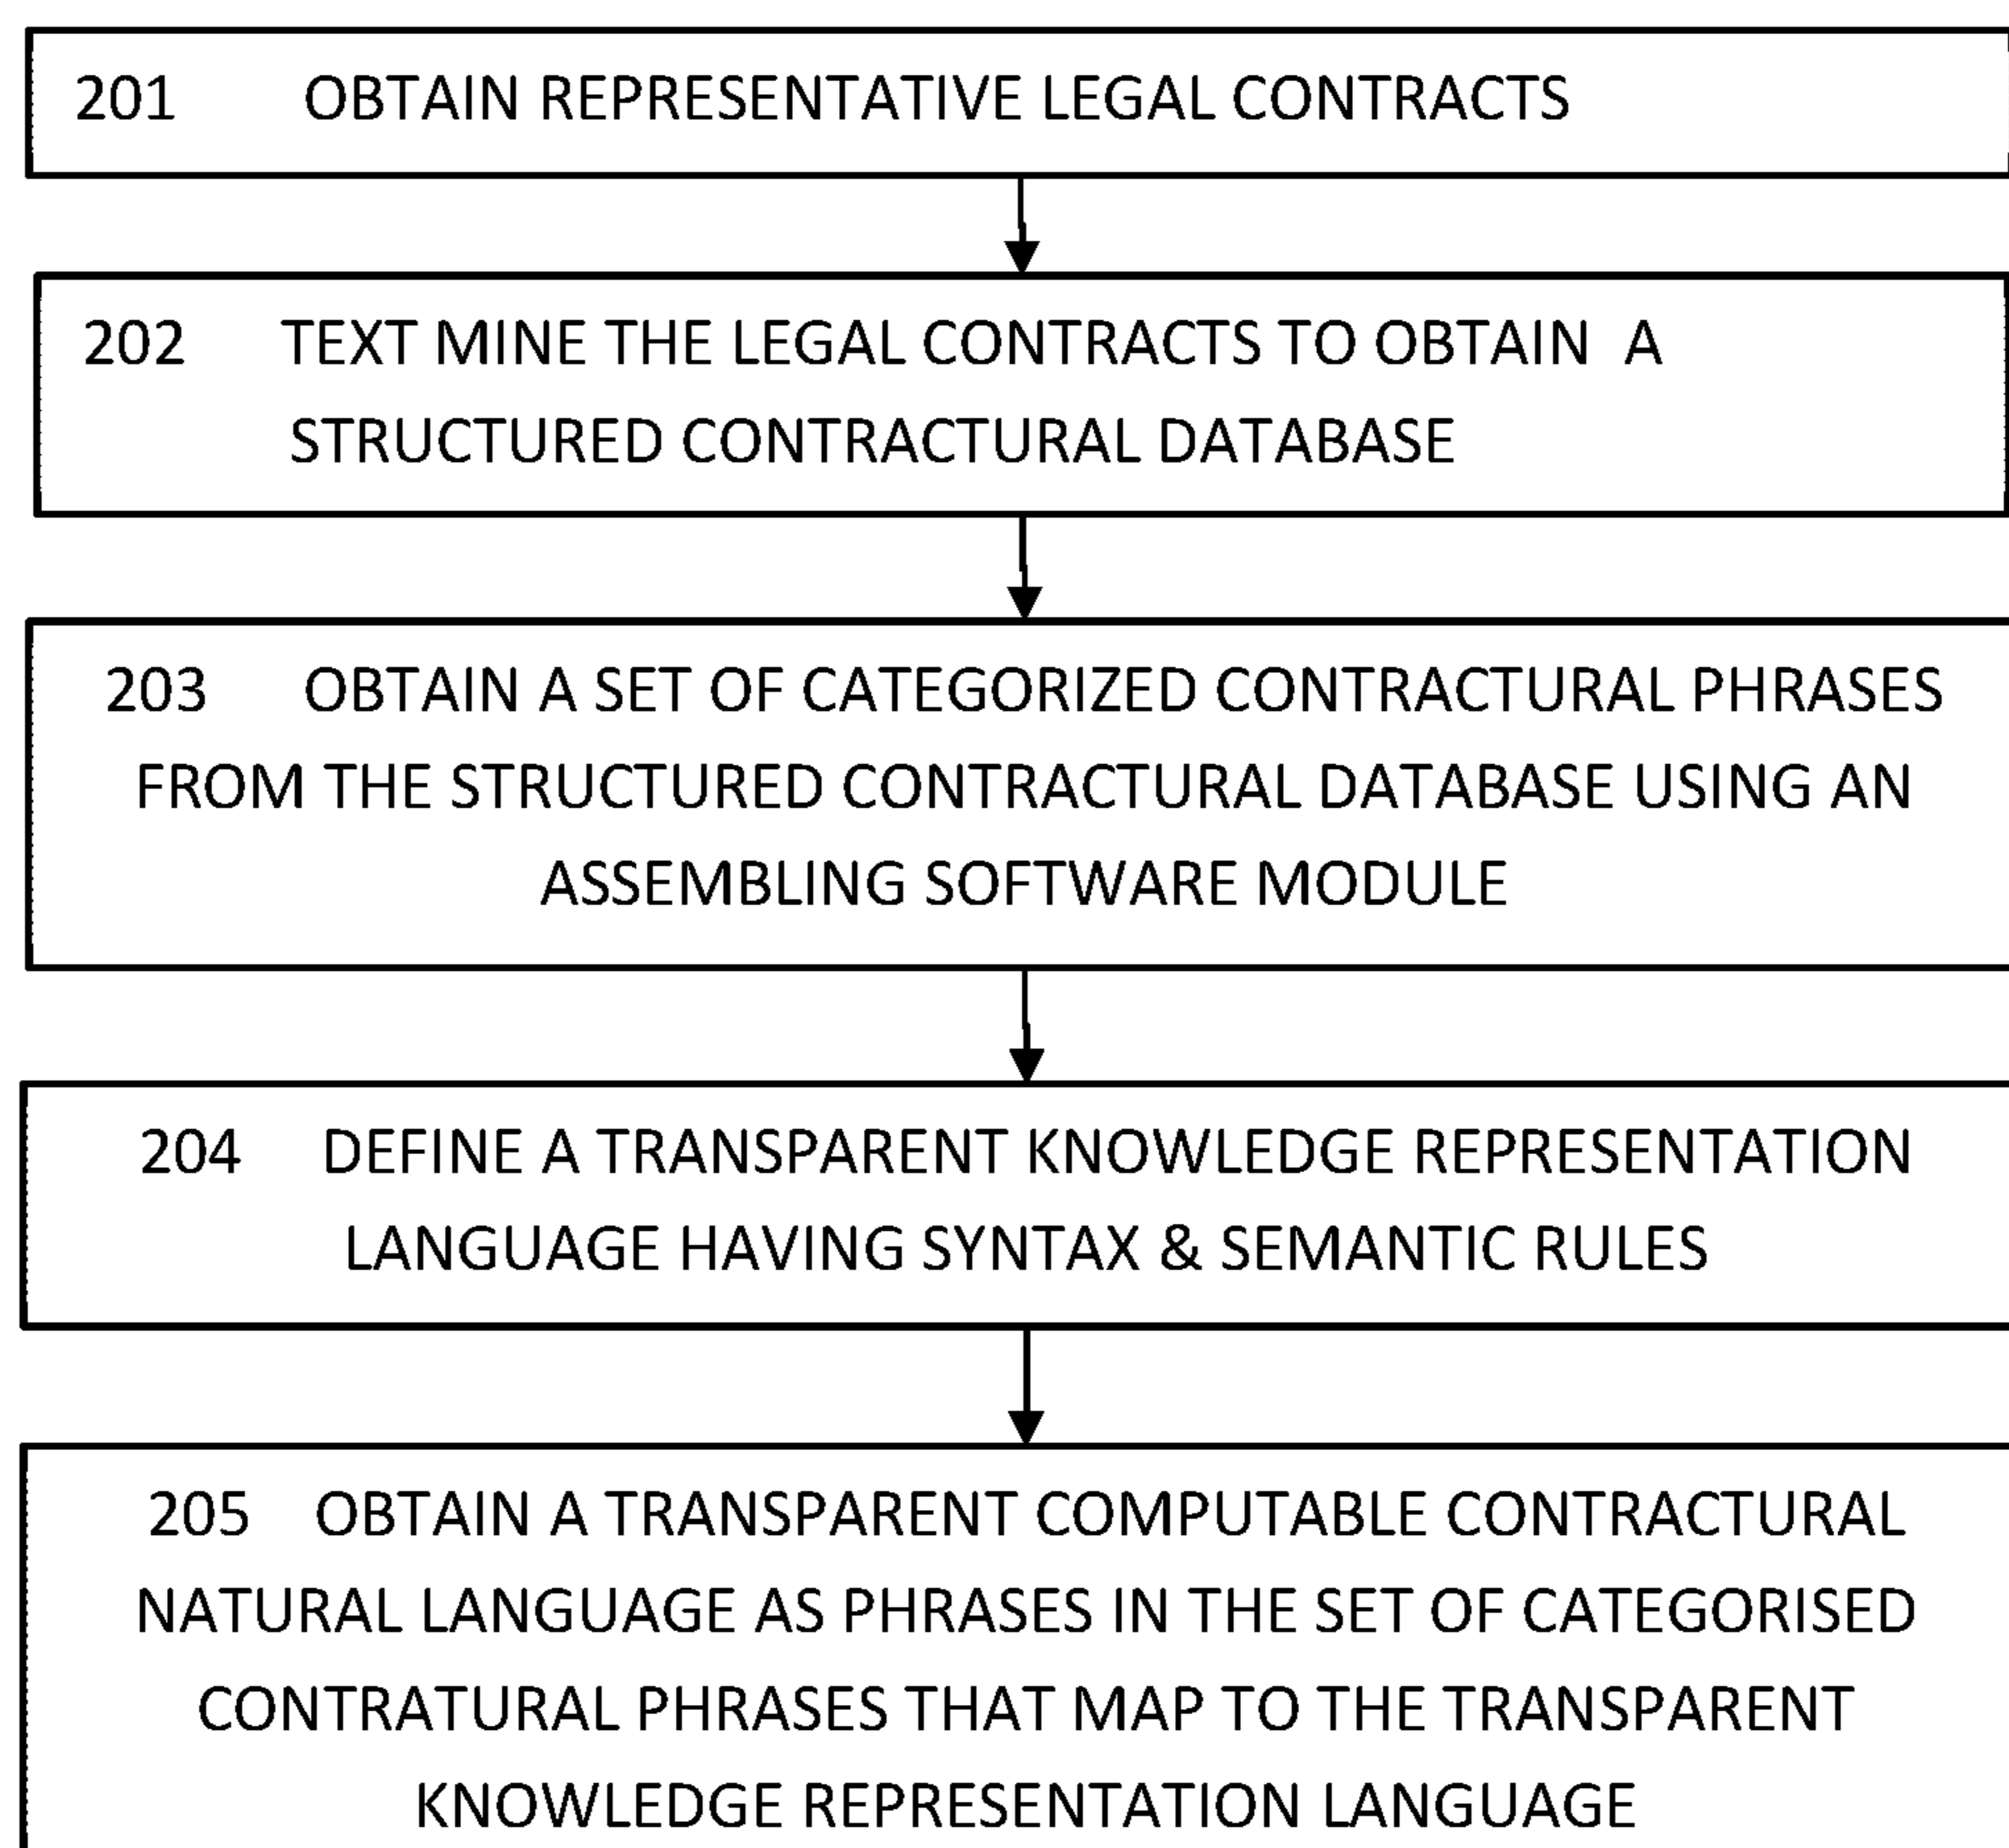 201 OBTAIN REPRESENTATIVE LEGAL CONTRACTS
202 TEXT MINE THE LEGAL CONTRACTS TO OBTAIN A
STRUCTURED CONTRACTURAL DATABASE
203 OBTAIN A SET OF CATEGORIZED CONTRACTURAL PHRASES
FROM THE STRUCTURED CONTRACTURAL DATABASE USING AN
ASSEMBLING SOFTWARE MODULE
204 DEFINE A TRANSPARENT KNOWLEDGE REPRESENTATION
LANGUAGE HAVING SYNTAX & SEMANTIC RULES
205 OBTAIN A TRANSPARENT COMPUTABLE CONTRACTURAL
NATURAL LANGUAGE AS PHRASES IN THE SET OF CATEGORISED
CONTRATURAL PHRASES THAT MAP TO THE TRANSPARENT
KNOWLEDGE REPRESENTATION LANGUAGE